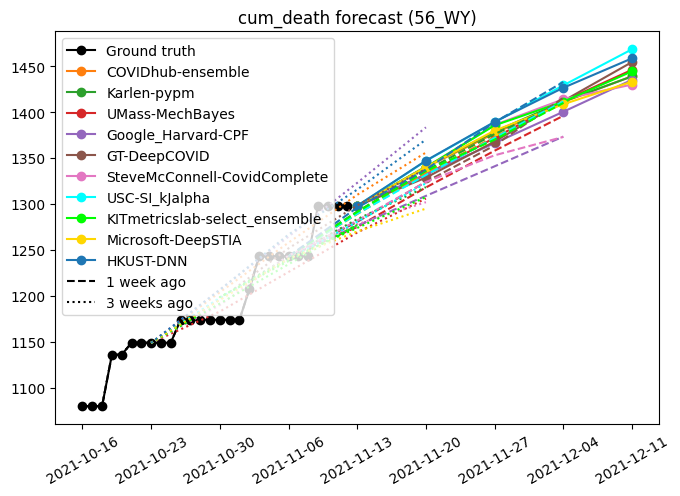 cum_death forecast (56_WY)
1450
1400
1350
1300
1250
1200
1150
1100
Ground truth
COVIDhub-ensemble
Karlen-pypm
UMass-MechBayes
Google_Harvard-CPF
GT-DeepCOVID
SteveMcConnell-CovidComplete
USC-SI_kJalpha
KITmetricslab-select_ensemble
Microsoft-DeepSTIA
HKUST-DNN
1 week ago
3 weeks ago
2021-10-16
2021-10-23
2021-10-30
2021-11-06
2021-11-13
2021-11-20
2021-11-27
2021-12-04
2021-12-11